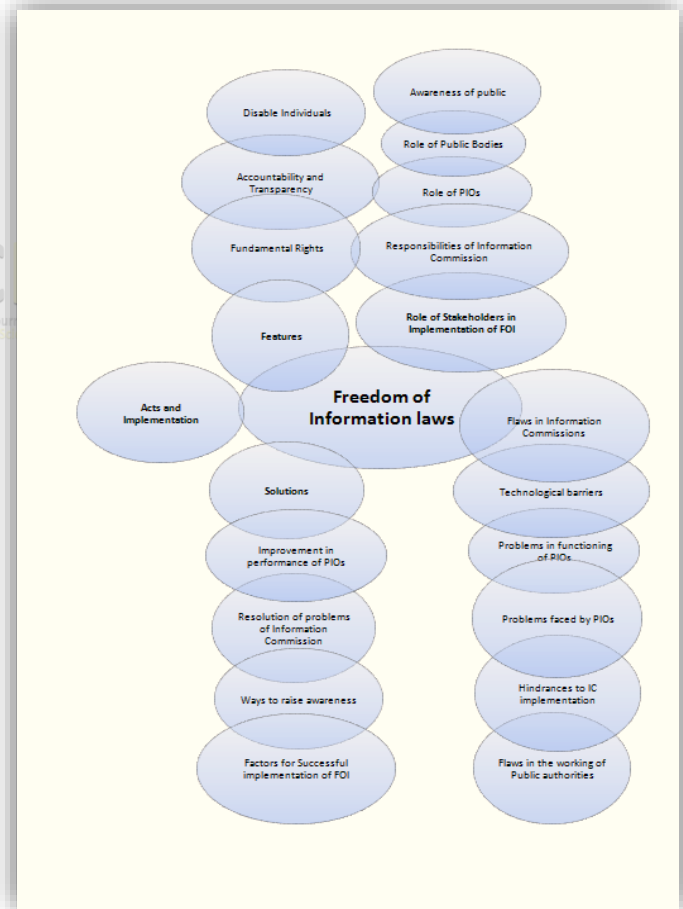 Awareness of public
Disable Individuals
Role of Public Bodies
Accountability and
Transparency
Role of PIOs
Fundamental Rights
Responsibilities of Information
Commission
Role of Stakeholders in
Implementation of FOI
Features
Freedom of
Information laws
Acts and
Implementation
Flaws in Information
Commissions
Solutions
Technological barriers
Improvement in
performance of PIOs
Problems in functioning
of PIOs
Resolution of problems
of Information
Commission
Problems faced by PIOs
Ways to raise awareness
Hindrances to IC
implementation
Factors for Successful
implementation of FOI
Flaws in the working of
Public authorities